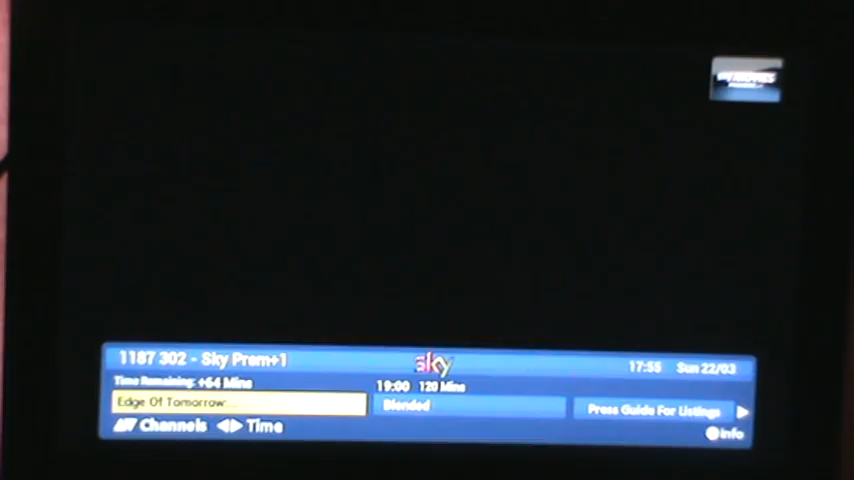 MOVIES
1187 302 - Sky Prem+1
sky
17:55 Sun 22/03
Time Remaining: +64 Mins
19:00 120 Mins
Edge Of Tomorrow...
Blended
Press Guide For Listings
Channels
Time
Info